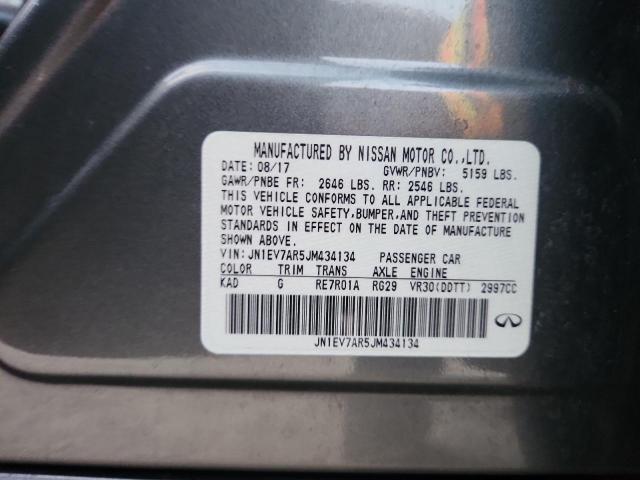 MANUFACTURED BY NISSAN MOTOR CO.,LTD.
DATE: 08/17 GVWR/PNBV: 5159 LBS.
GAWR/PNBE FR: 2646 LBS. RR: 2546 LBS.
THIS VEHICLE CONFORMS TO ALL APPLICABLE FEDERAL
MOTOR VEHICLE SAFETY,BUMPER,AND THEFT PREVENTION
STANDARDS IN EFFECT ON THE DATE OF MANUFACTURE
SHOWN ABOVE.
VIN: JN1EV7AR5JM434134 PASSENGER CAR
COLOR TRIM TRANS AXLE ENGINE
KAD G RE7R01A RG29 VR30(DDTT) 2997CC
JN1EV7AR5JM434134